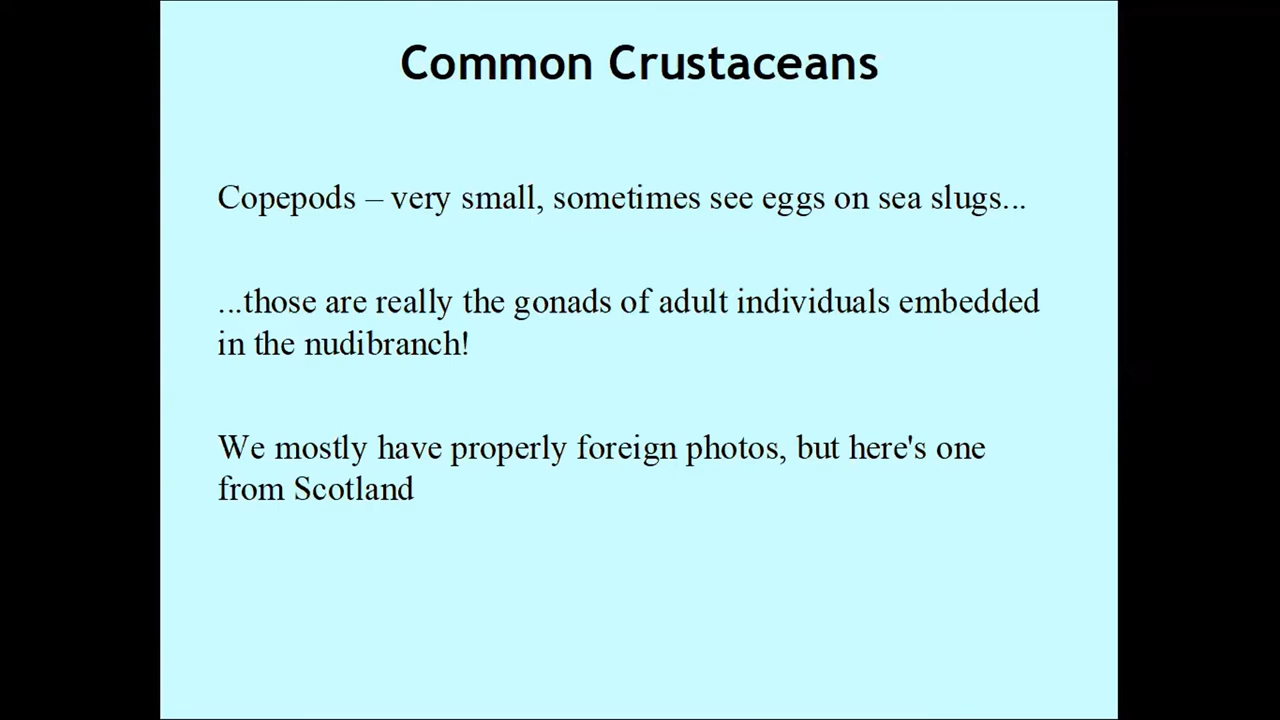 Common Crustaceans
Copepods – very small, sometimes see eggs on sea slugs...
...those are really the gonads of adult individuals embedded
in the nudibranch!
We mostly have properly foreign photos, but here's one
from Scotland